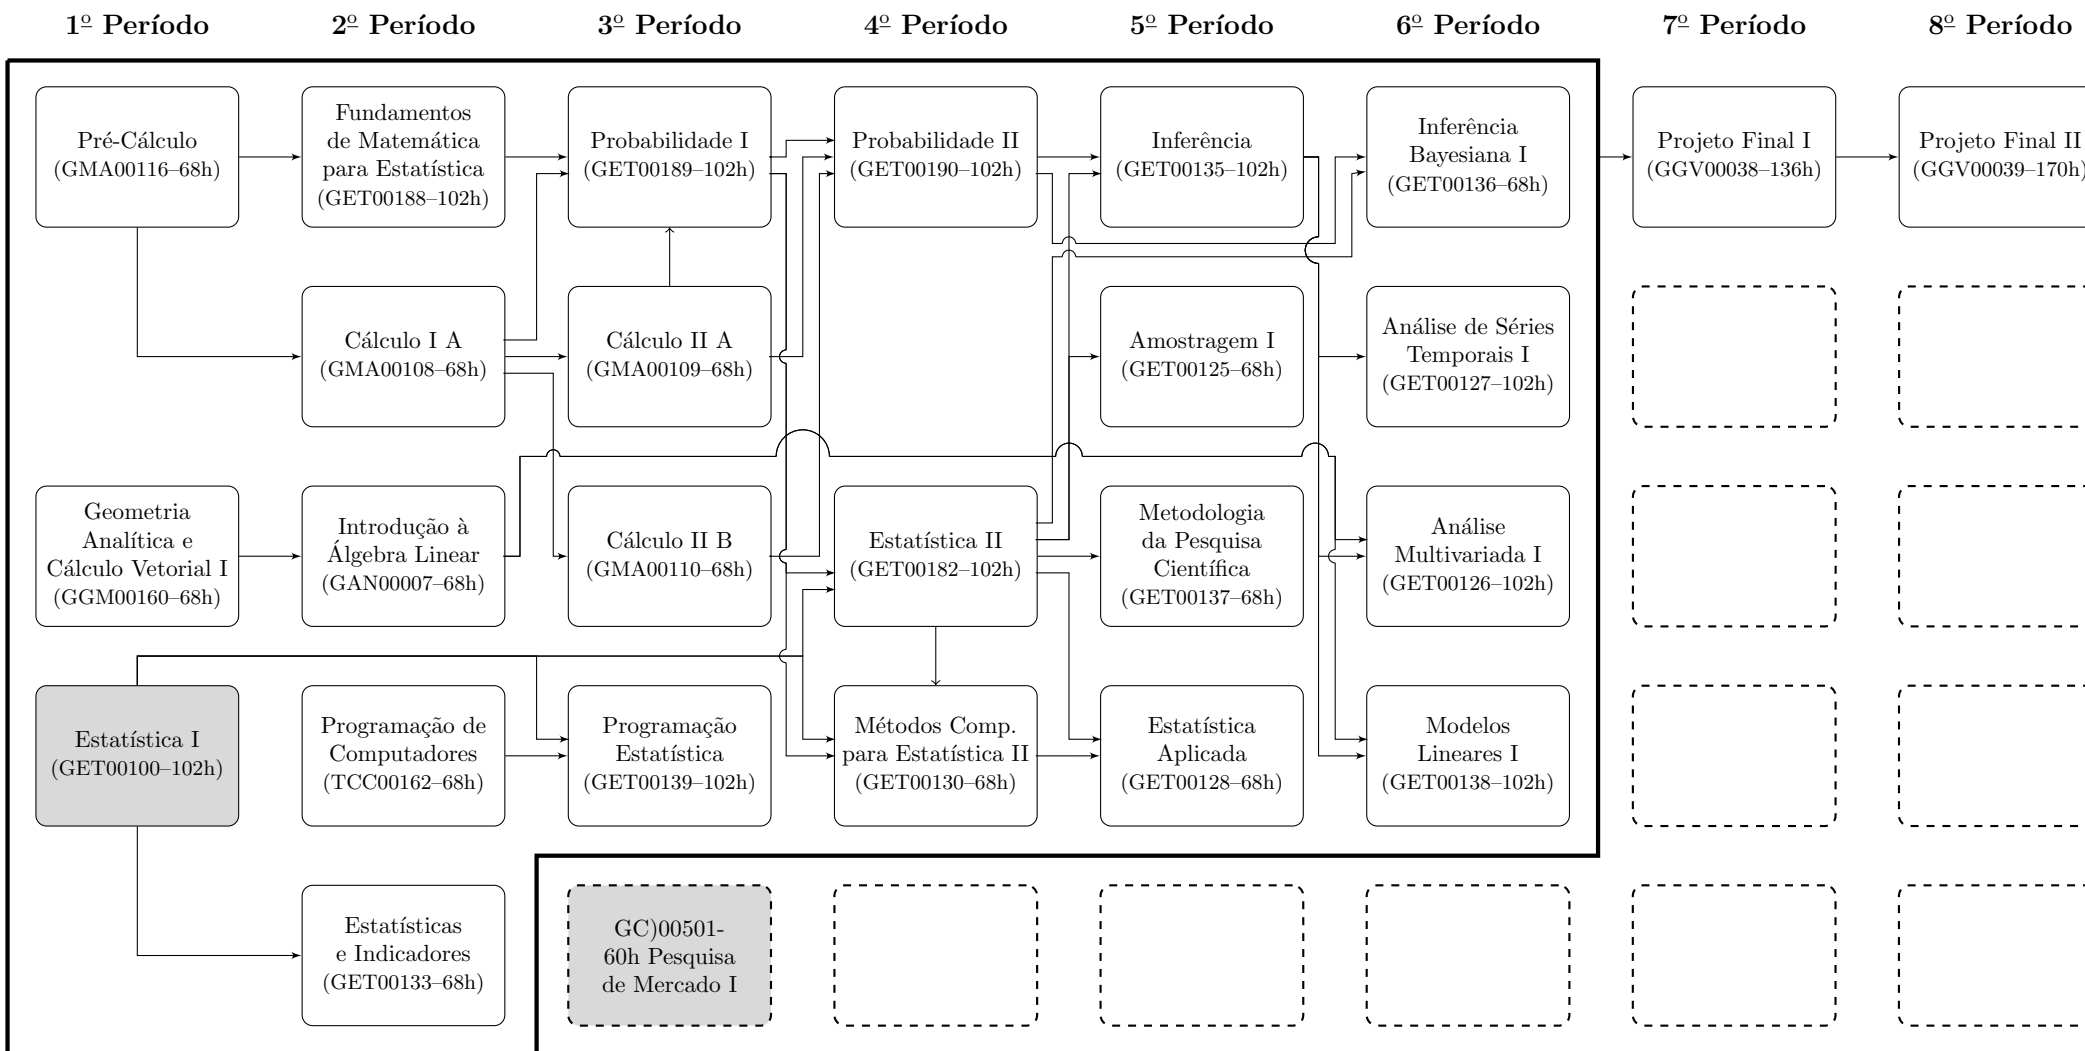 1º Período
2º Período
3º Período
4º Período
5º Período
6º Período
7º Período
8º Período
Pré-Cálculo
(GMA00116–68h)
Fundamentos
de Matemática
para Estatística
(GET00188–102h)
Probabilidade I
(GET00189–102h)
Probabilidade II
(GET00190–102h)
Inferência
(GET00135–102h)
Inferência
Bayesiana I
(GET00136–68h)
Projeto Final I
(GGV00038–136h)
Projeto Final II
(GGV00039–170h)
Cálculo I A
(GMA00108–68h)
Cálculo II A
(GMA00109–68h)
Amostragem I
(GET00125–68h)
Análise de Séries
Temporais I
(GET00127–102h)
Geometria
Analítica e
Cálculo Vetorial I
(GGM00160–68h)
Introdução à
Álgebra Linear
(GAN00007–68h)
Cálculo II B
(GMA00110–68h)
Estatística II
(GET00182–102h)
Metodologia
da Pesquisa
Científica
(GET00137–68h)
Análise
Multivariada I
(GET00126–102h)
Estatística I
(GET00100–102h)
Programação de
Computadores
(TCC00162–68h)
Programação
Estatística
(GET00139–102h)
Métodos Comp.
para Estatística II
(GET00130–68h)
Estatística
Aplicada
(GET00128–68h)
Modelos
Lineares I
(GET00138–102h)
Estatísticas
e Indicadores
(GET00133–68h)
GC)00501-
60h Pesquisa
de Mercado I